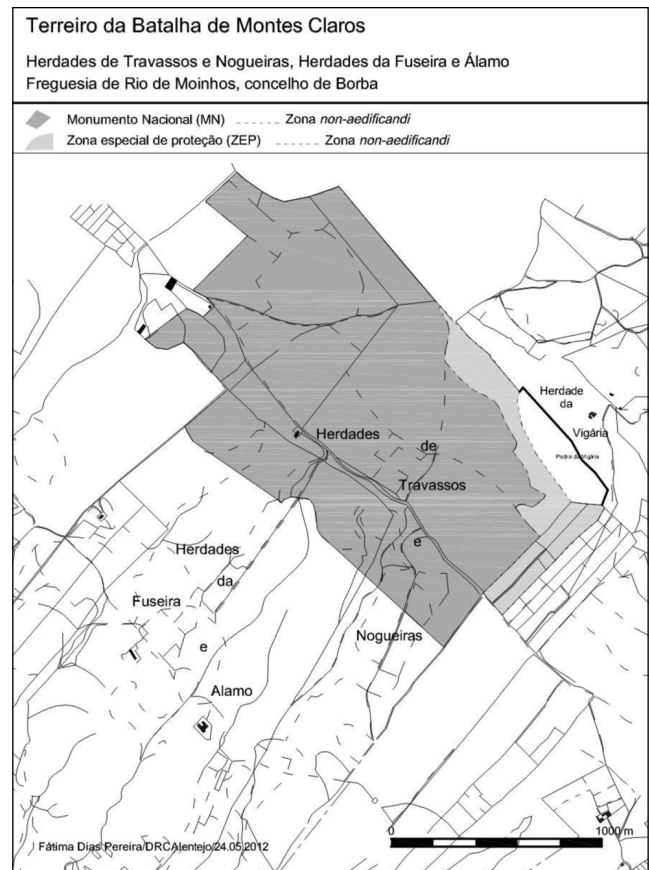 Terreiro da Batalha de Montes Claros
Herdades de Travassos e Nogueiras, Herdades da Fuseira e Álamo
Freguesia de Rio de Moinhos, concelho de Borba
Monumento Nacional (MN) Zona non-aedificandi
Zona especial de proteção (ZEP) Zona non-aedificandi
Herdade
da
Vigária
Pedra da Vigária
Herdades
de
Travassos
e
Nogueiras
Herdades
da
Fuseira
e
Alamo
0 1000 m
Fátima Dias Pereira/DRCAlentejo/24.05.2012